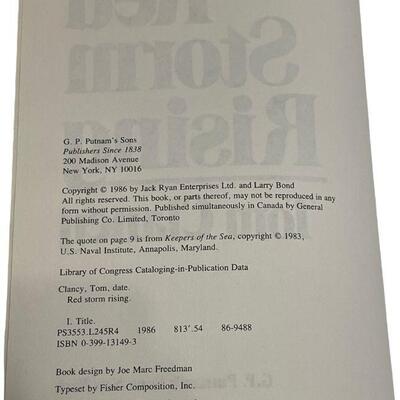 Red
Storm
Rising
G. P. Putnam's Sons
Publishers Since 1838
200 Madison Avenue
New York, NY 10016
Copyright © 1986 by Jack Ryan Enterprises Ltd. and Larry Bond
All rights reserved. This book, or parts thereof, may not be reproduced in any
form without permission. Published simultaneously in Canada by General
Publishing Co. Limited, Toronto
The quote on page 9 is from Keepers of the Sea, copyright © 1983,
U.S. Naval Institute, Annapolis, Maryland.
Library of Congress Cataloging-in-Publication Data
Clancy, Tom, date.
Red storm rising.
I. Title.
PS3553.L245R4 1986 813'.54 86-9488
ISBN 0-399-13149-3
Book design by Joe Marc Freedman
Typeset by Fisher Composition, Inc.